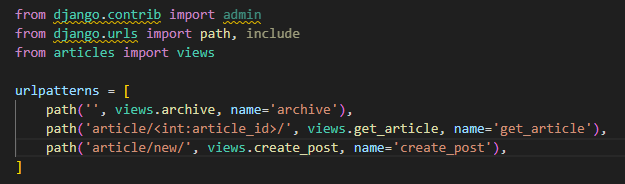 from django.contrib import admin
from django.urls import path, include
from articles import views
urlpatterns = [
path('', views.archive, name='archive'),
path('article/<int:article_id>/', views.get_article, name='get_article'),
path('article/new/', views.create_post, name='create_post'),
]